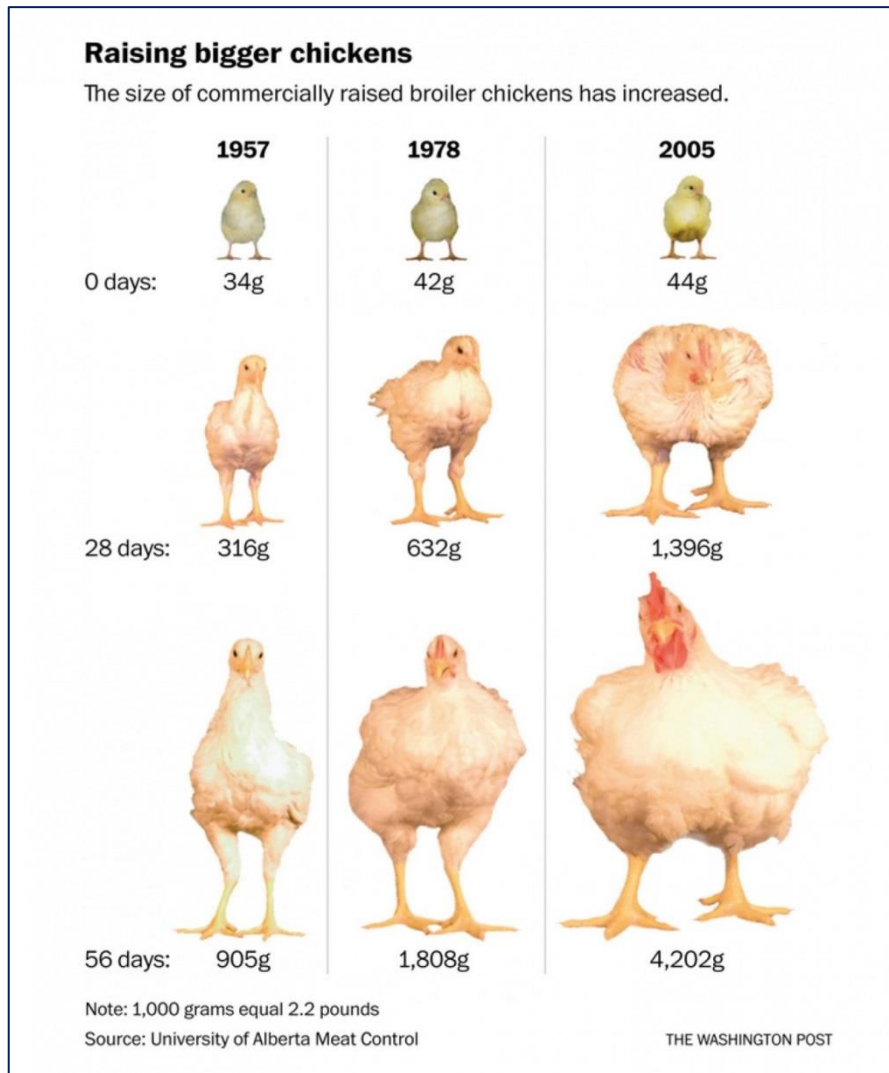 Raising bigger chickens
The size of commercially raised broiler chickens has increased.
1957 1978 2005
0 days: 34g 42g 44g
28 days: 316g 632g 1,396g
56 days: 905g 1,808g 4,202g
Note: 1,000 grams equal 2.2 pounds
Source: University of Alberta Meat Control THE WASHINGTON POST